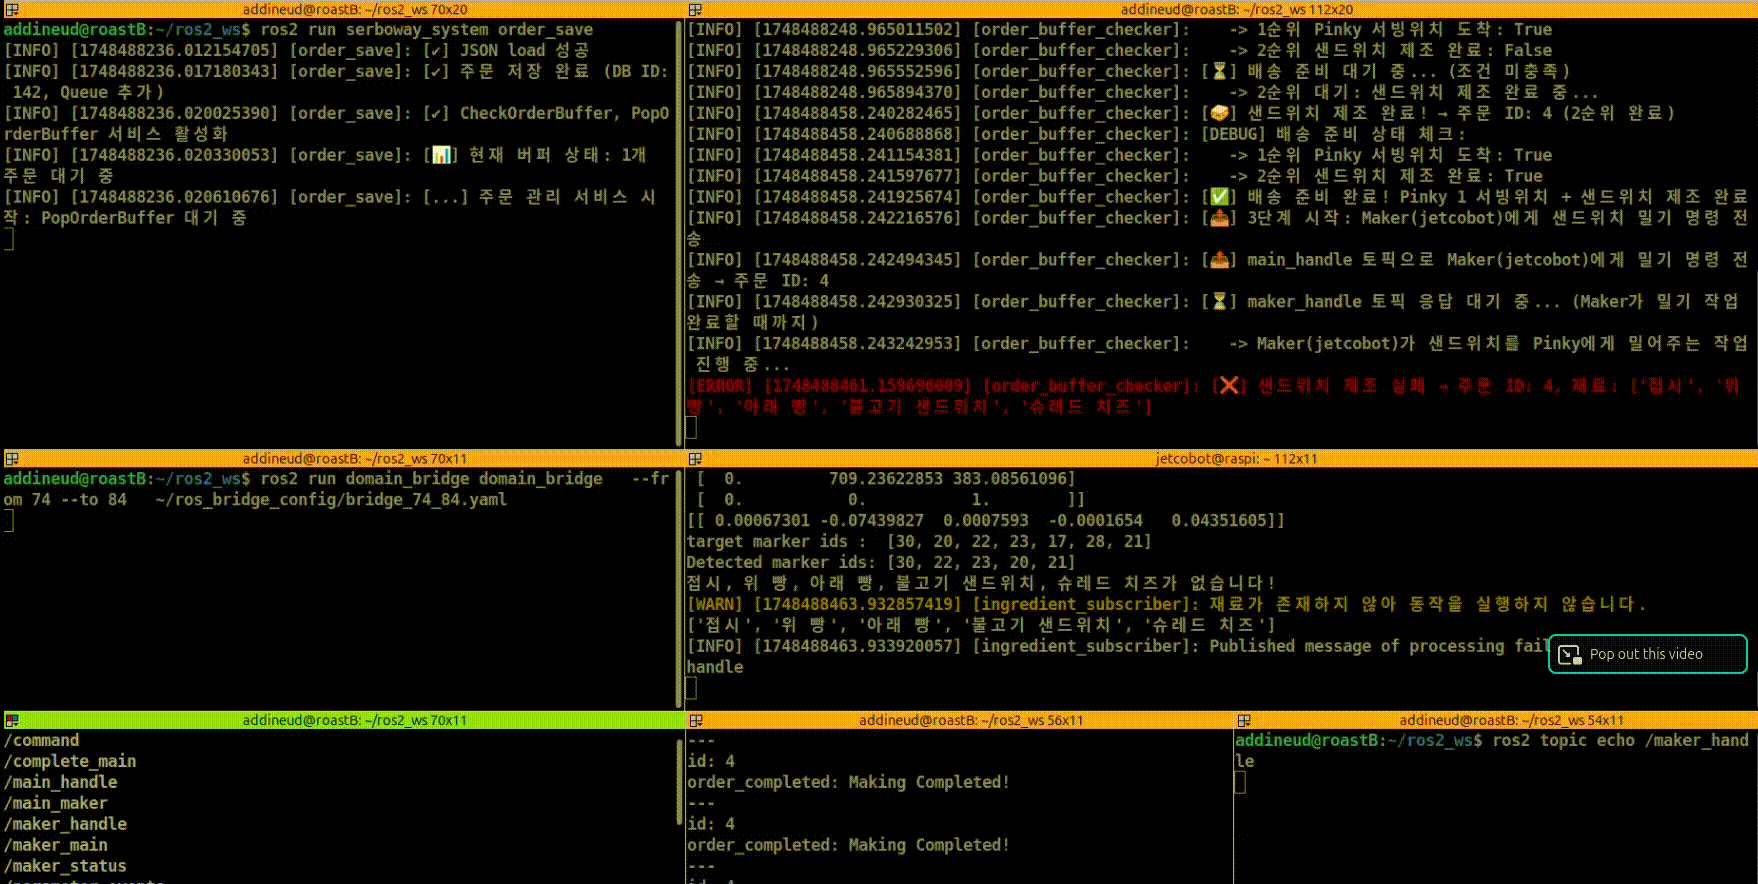 addineud@roastB: ~/ros2_ws 70x20
addineud@roastB:~/ros2_ws$ ros2 run serboway_system order_save
[INFO] [1748488236.012154705] [order_save]: [✔] JSON load 성공
[INFO] [1748488236.017180343] [order_save]: [✔] 주문 저장 완료 (DB ID:
142, Queue 추가)
[INFO] [1748488236.020025390] [order_save]: [✔] CheckOrderBuffer, PopO
rderBuffer 서비스 활성화
[INFO] [1748488236.020330053] [order_save]: [📊] 현재 버퍼 상태: 1개
주문 대기 중
[INFO] [1748488236.020610676] [order_save]: [...] 주문 관리 서비스 시
작: PopOrderBuffer 대기 중
addineud@roastB: ~/ros2_ws 112x20
[INFO] [1748488248.965011502] [order_buffer_checker]:    -> 1순위 Pinky 서빙위치 도착: True
[INFO] [1748488248.965229306] [order_buffer_checker]:    -> 2순위 샌드위치 제조 완료: False
[INFO] [1748488248.965552596] [order_buffer_checker]: [⏳] 배송 준비 대기 중... (조건 미충족)
[INFO] [1748488248.965894370] [order_buffer_checker]:    -> 2순위 대기: 샌드위치 제조 완료 중...
[INFO] [1748488458.240282465] [order_buffer_checker]: [🥪] 샌드위치 제조 완료! → 주문 ID: 4 (2순위 완료)
[INFO] [1748488458.240688868] [order_buffer_checker]: [DEBUG] 배송 준비 상태 체크:
[INFO] [1748488458.241154381] [order_buffer_checker]:    -> 1순위 Pinky 서빙위치 도착: True
[INFO] [1748488458.241597677] [order_buffer_checker]:    -> 2순위 샌드위치 제조 완료: True
[INFO] [1748488458.241925674] [order_buffer_checker]: [✅] 배송 준비 완료! Pinky 1 서빙위치 + 샌드위치 제조 완료
[INFO] [1748488458.242216576] [order_buffer_checker]: [📤] 3단계 시작: Maker(jetcobot)에게 샌드위치 밀기 명령 전
송
[INFO] [1748488458.242494345] [order_buffer_checker]: [📤] main_handle 토픽으로 Maker(jetcobot)에게 밀기 명령 전
송 → 주문 ID: 4
[INFO] [1748488458.242930325] [order_buffer_checker]: [⏳] maker_handle 토픽 응답 대기 중... (Maker가 밀기 작업
완료할 때까지)
[INFO] [1748488458.243242953] [order_buffer_checker]:    -> Maker(jetcobot)가 샌드위치를 Pinky에게 밀어주는 작업
진행 중...
[ERROR] [1748488461.159696009] [order_buffer_checker]: [❌] 샌드위치 제조 실패 → 주문 ID: 4, 재료: ['접시', '위
빵', '아래 빵', '불고기 샌드위치', '슈레드 치즈']
addineud@roastB: ~/ros2_ws 70x11
addineud@roastB:~/ros2_ws$ ros2 run domain_bridge domain_bridge   --fr
om 74 --to 84   ~/ros_bridge_config/bridge_74_84.yaml
jetcobot@raspi: ~ 112x11
[  0.         709.23622853 383.08561096]
[  0.           0.           1.        ]]
[[ 0.00067301 -0.07439827  0.0007593  -0.0001654   0.04351605]]
target marker ids :  [30, 20, 22, 23, 17, 28, 21]
Detected marker ids: [30, 22, 23, 20, 21]
접시, 위 빵, 아래 빵, 불고기 샌드위치, 슈레드 치즈가 없습니다!
[WARN] [1748488463.932857419] [ingredient_subscriber]: 재료가 존재하지 않아 동작을 실행하지 않습니다.
['접시', '위 빵', '아래 빵', '불고기 샌드위치', '슈레드 치즈']
[INFO] [1748488463.933920057] [ingredient_subscriber]: Published message of processing fail
handle
Pop out this video
addineud@roastB: ~/ros2_ws 70x11
/command
/complete_main
/main_handle
/main_maker
/maker_handle
/maker_main
/maker_status
addineud@roastB: ~/ros2_ws 56x11
---
id: 4
order_completed: Making Completed!
---
id: 4
order_completed: Making Completed!
---
addineud@roastB: ~/ros2_ws 54x11
addineud@roastB:~/ros2_ws$ ros2 topic echo /maker_hand
le